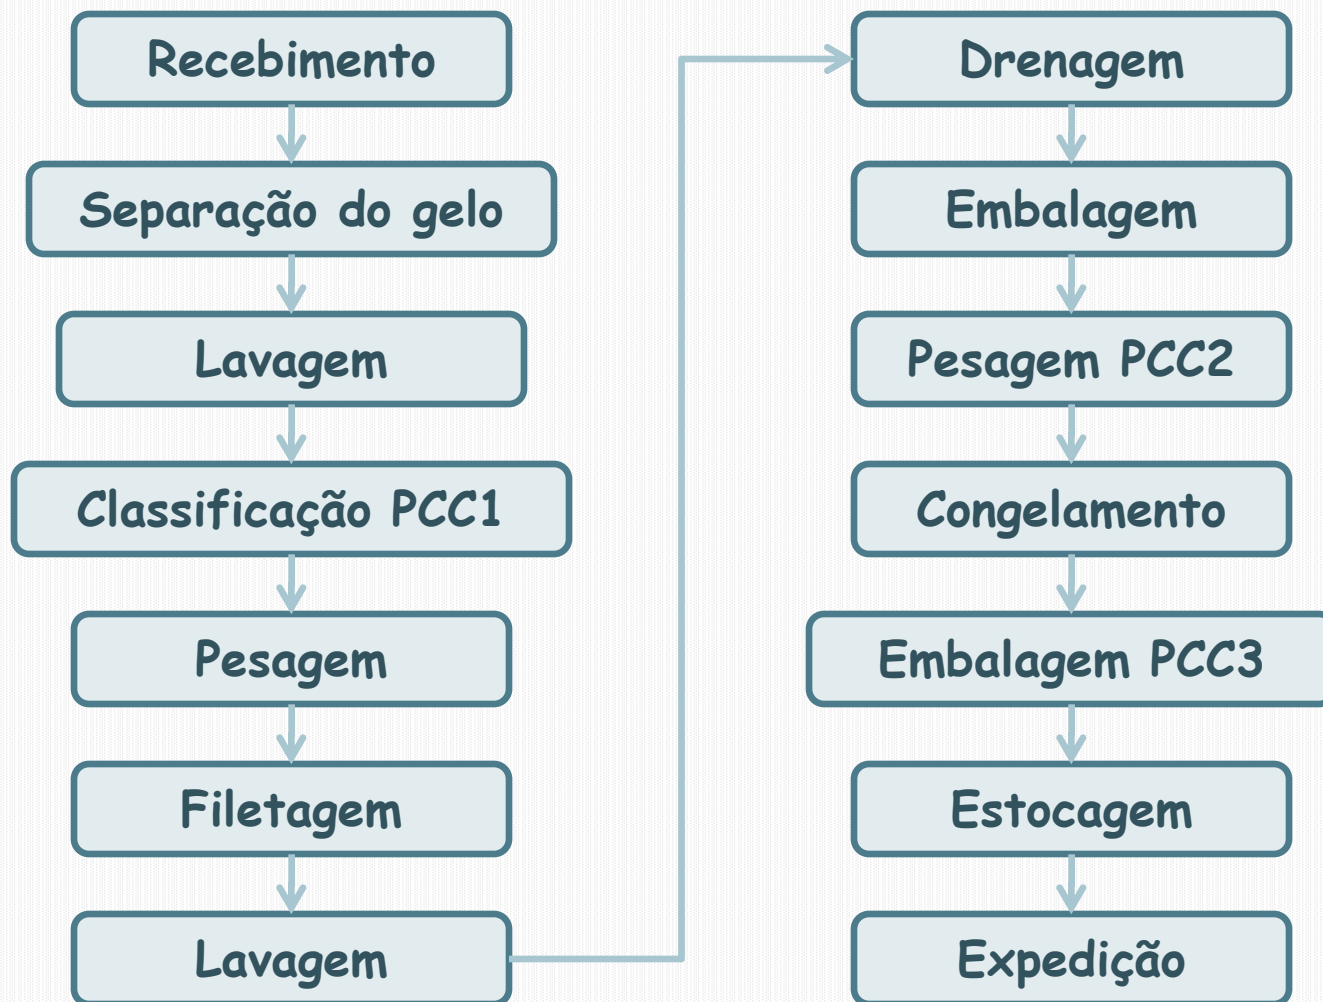 Recebimento
Separação do gelo
Lavagem
Classificação PCC1
Pesagem
Filetagem
Lavagem
Drenagem
Embalagem
Pesagem PCC2
Congelamento
Embalagem PCC3
Estocagem
Expedição